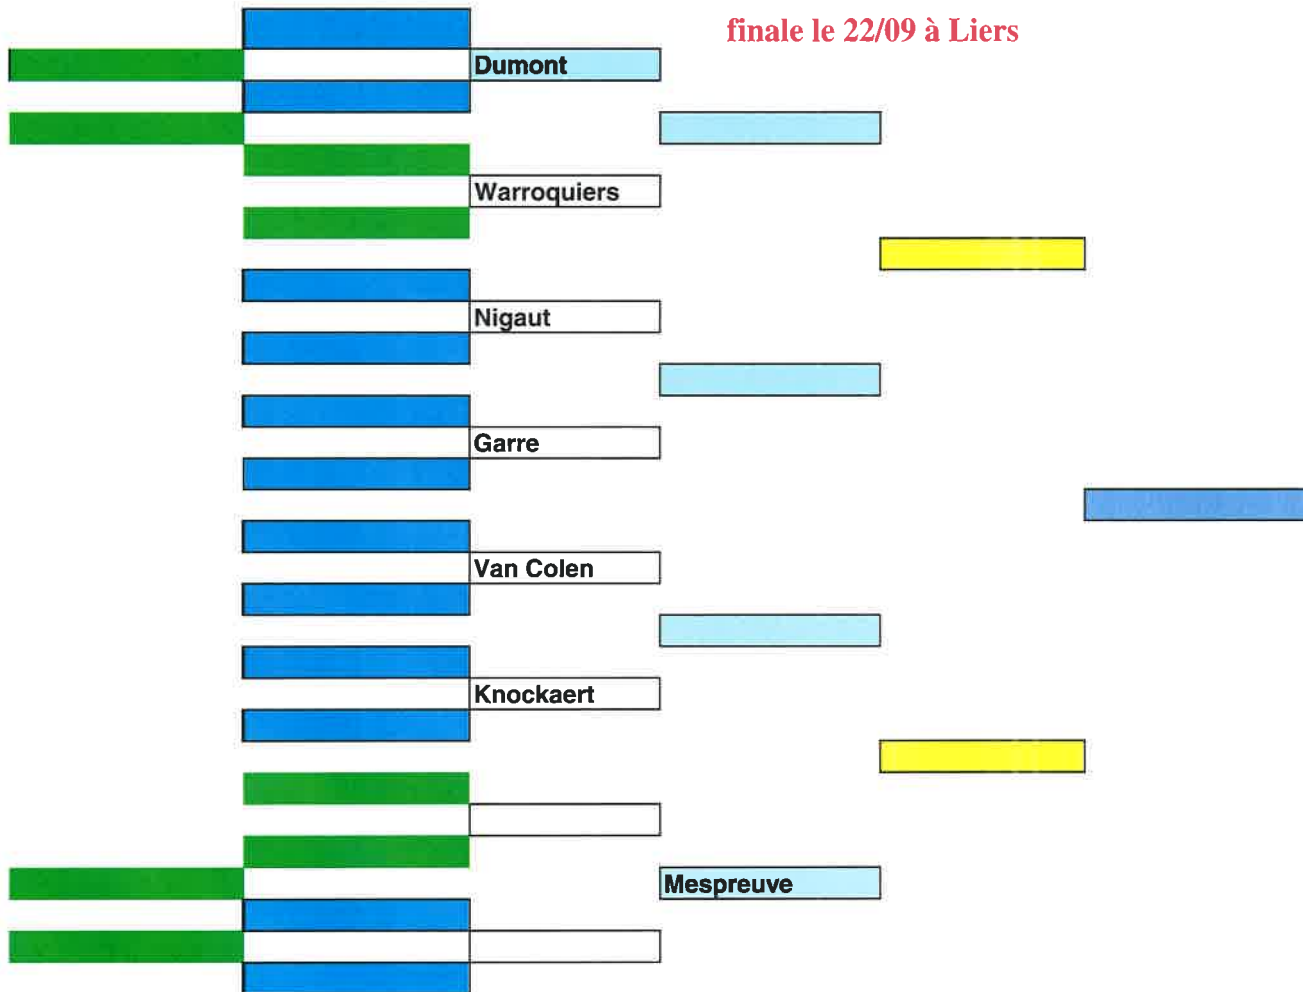 finale le 22/09 à Liers
Dumont
Warroquiers
Nigaut
Garre
Van Colen
Knockaert
Mespreuve